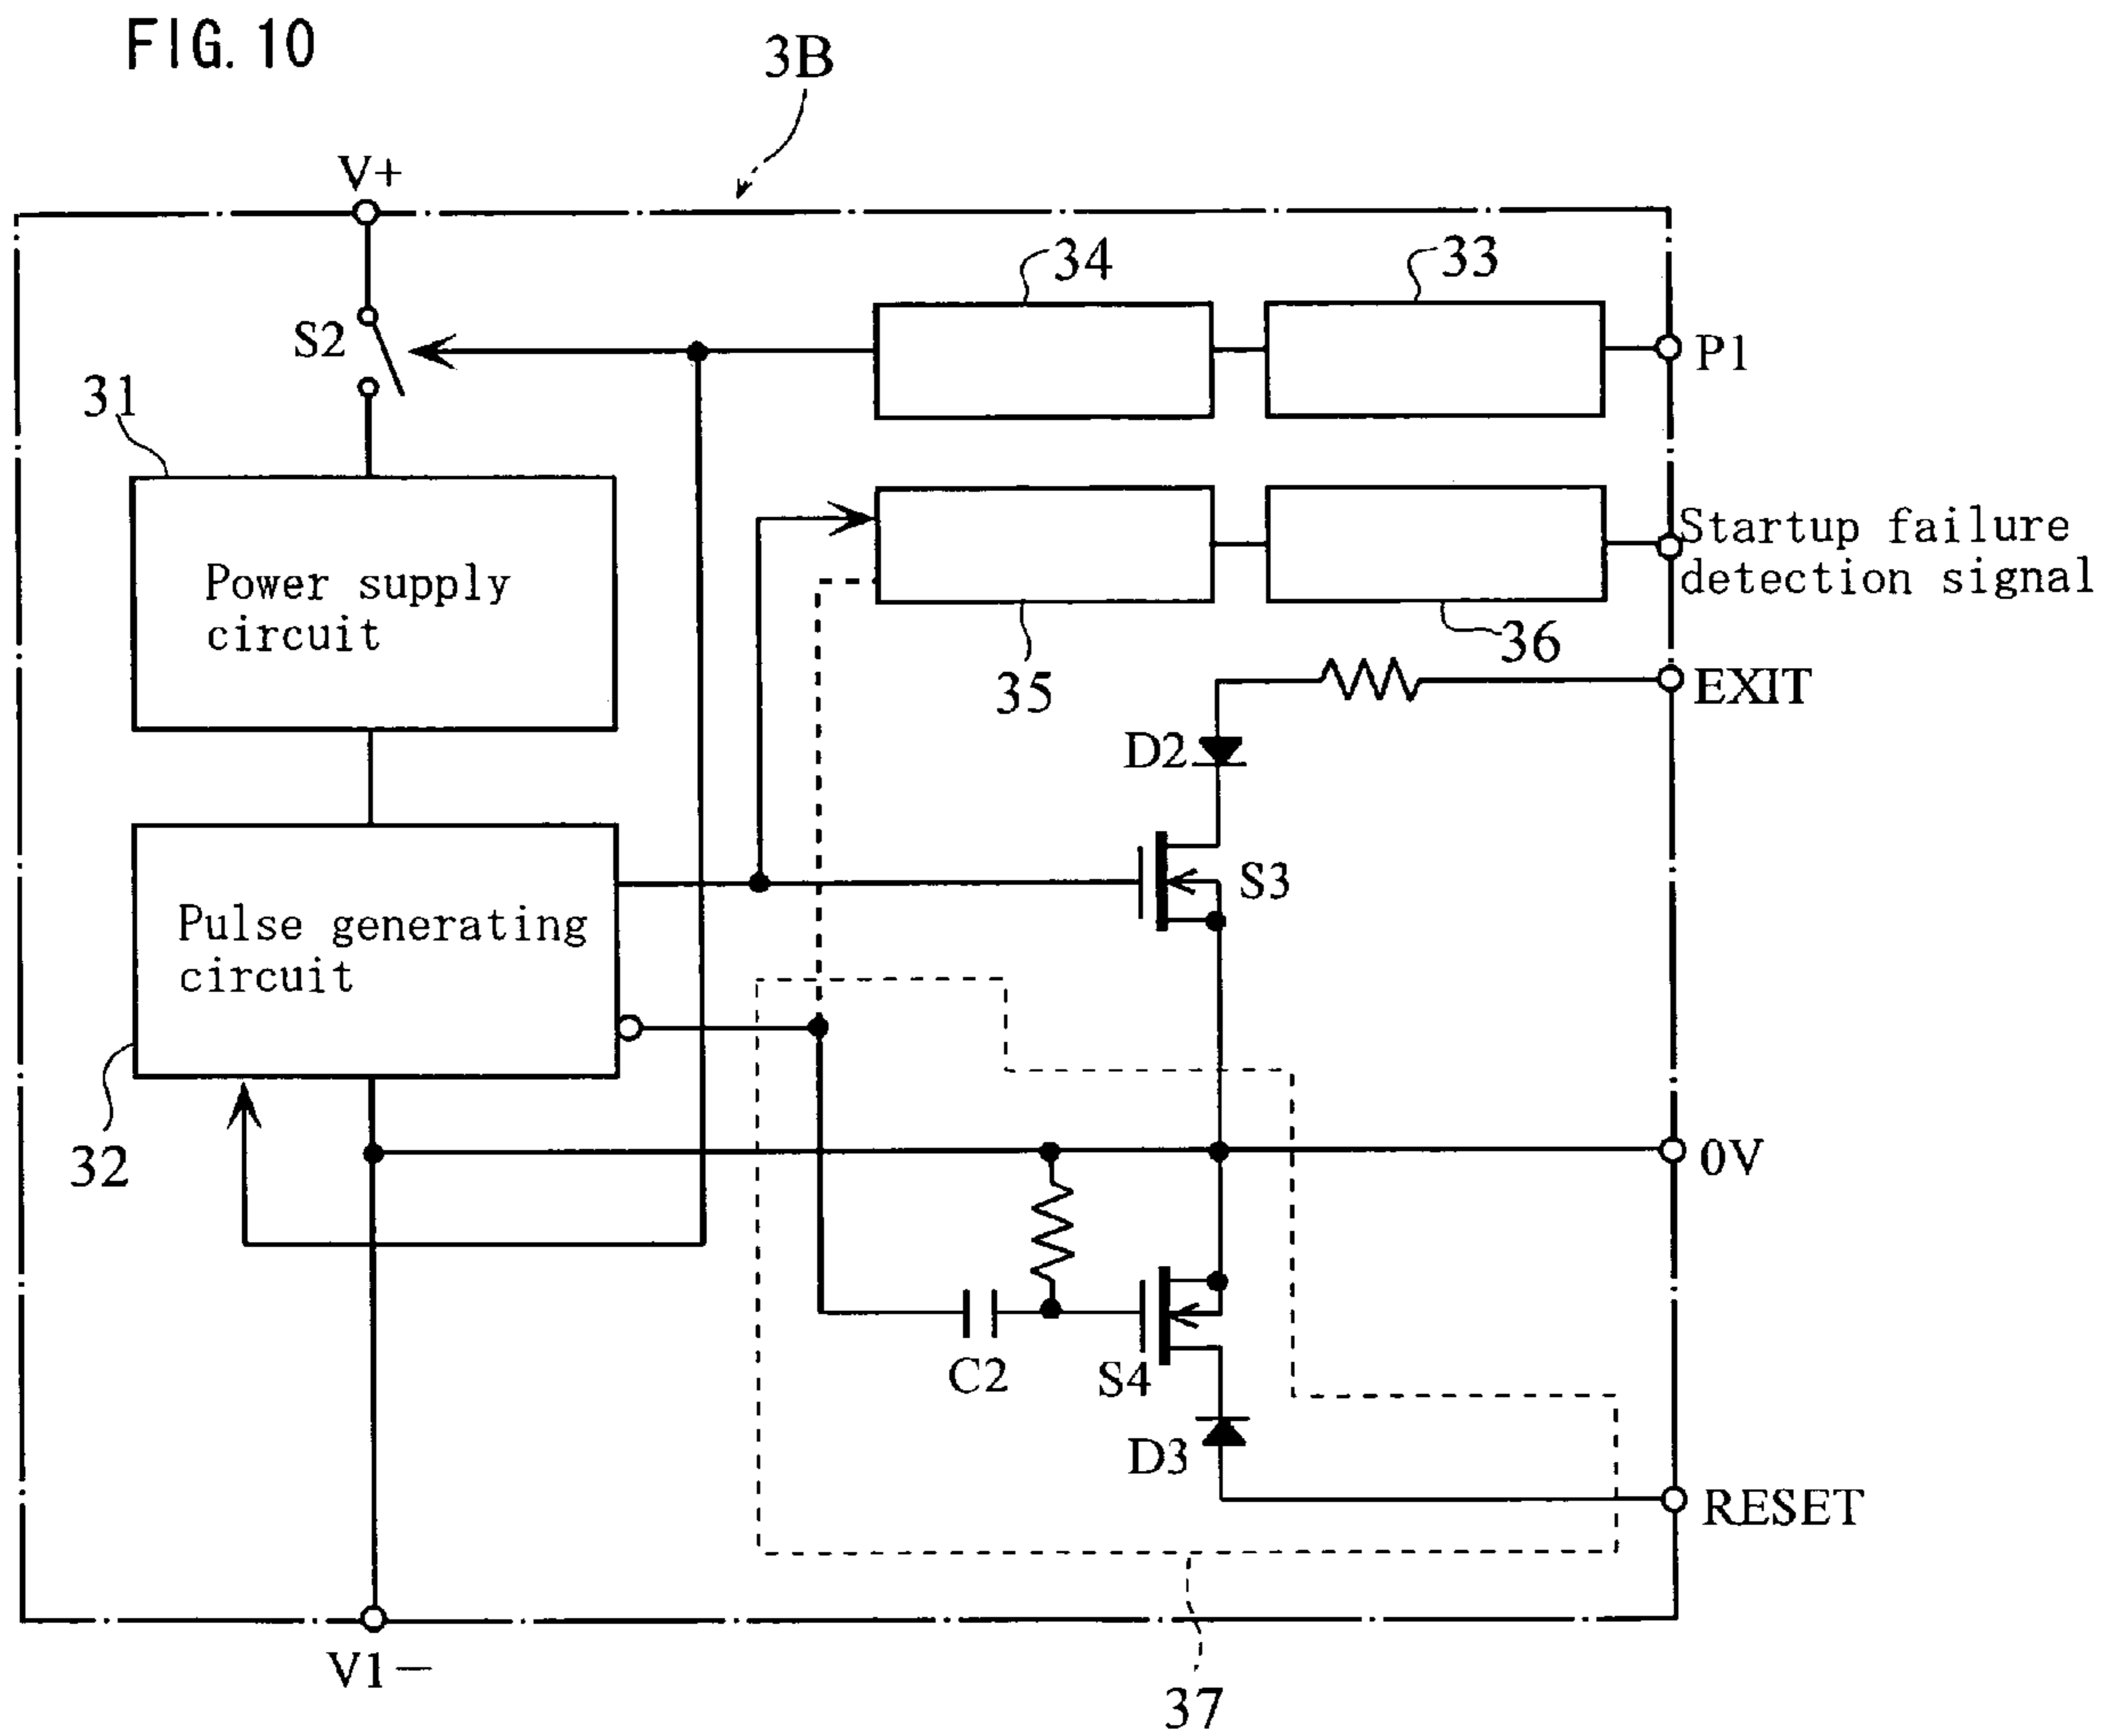 FIG. 10
3B
V+
34
33
S2
P1
31
Startup failure
detection signal
Power supply
circuit
35
36
EXIT
D2
S3
Pulse generating
circuit
32
0V
C2
S4
D3
RESET
V1−
37